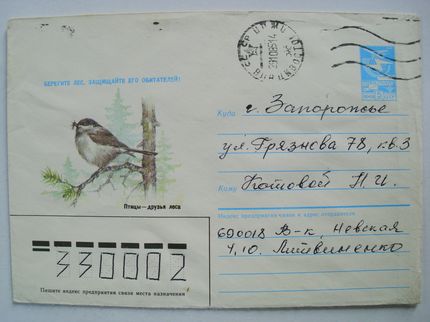 БЕРЕГИТЕ ЛЕС, ЗАЩИЩАЙТЕ ЕГО ОБИТАТЕЛЕЙ!
Птицы—друзья леса
Куда г. Запорожье
ул. Грязнова 78, кв.3
Кому Котовой Н.И.
Индекс предприятия связи и адрес отправителя
690018 В-к, Невская
4, 10. Литвиненко
330002
Пишите индекс предприятия связи места назначения